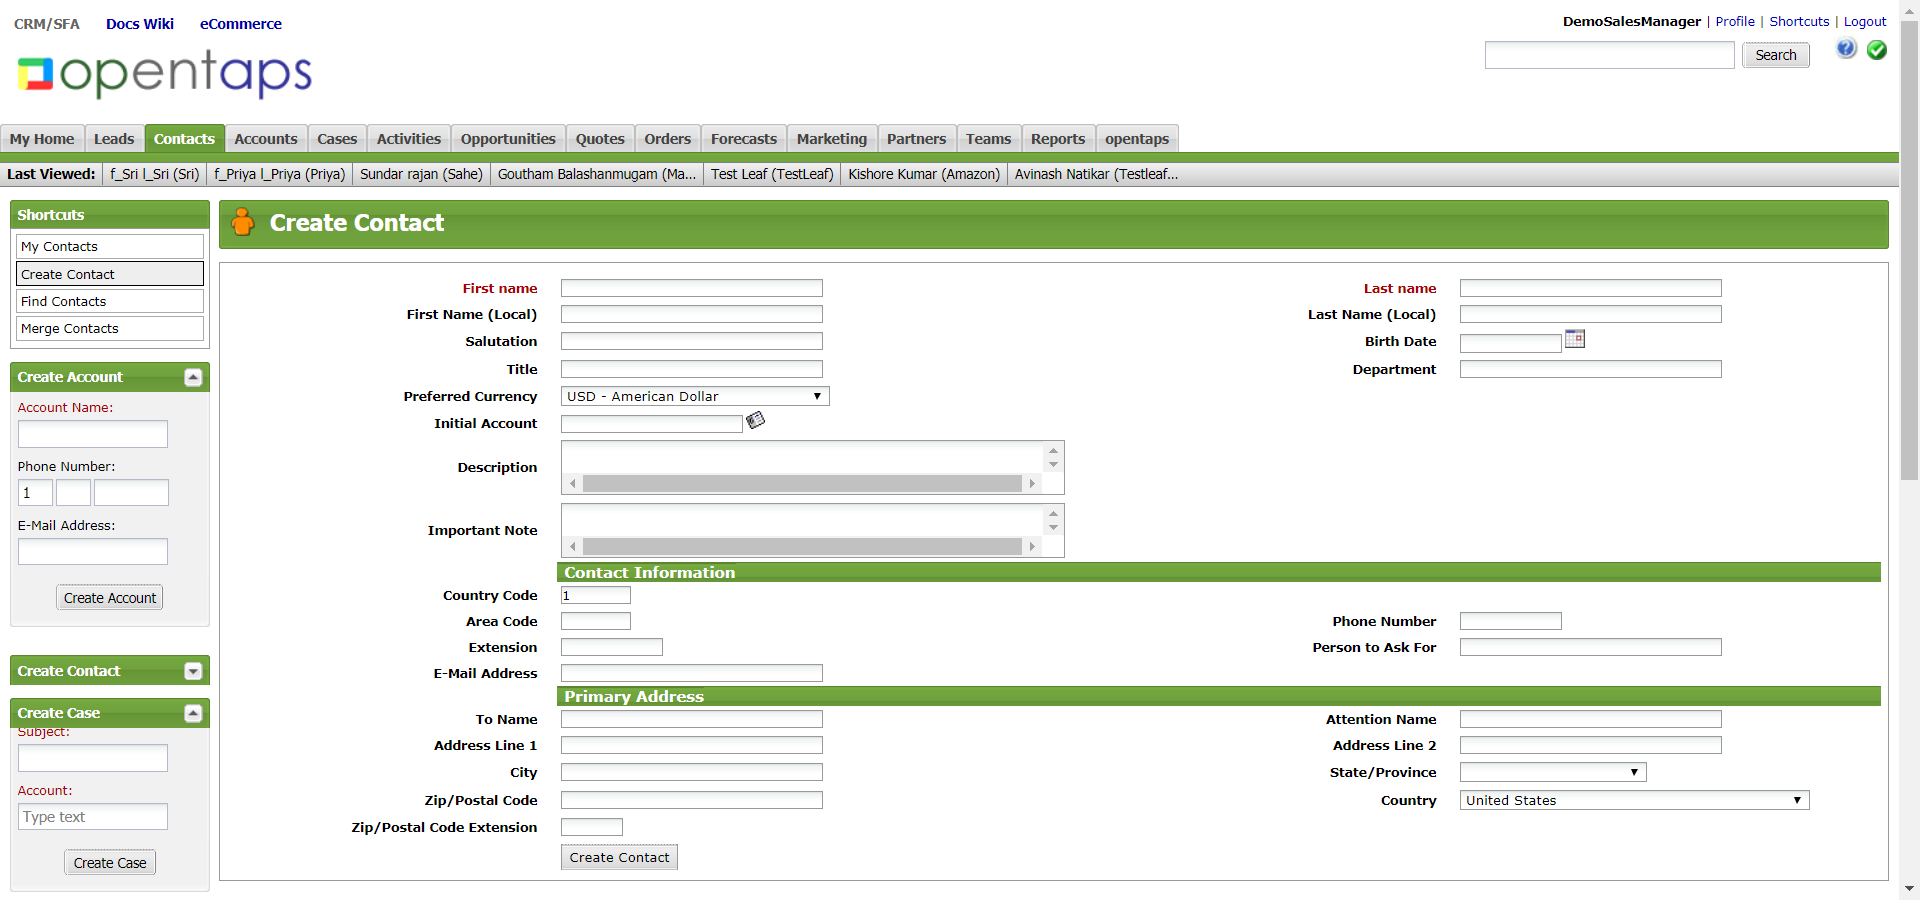 CRM/SFA Docs Wiki eCommerce
DemoSalesManager | Profile | Shortcuts | Logout
Search
opentaps
My Home Leads Contacts Accounts Cases Activities Opportunities Quotes Orders Forecasts Marketing Partners Teams Reports opentaps
Last Viewed: f_Sri l_Sri (Sri) f_Priya l_Priya (Priya) Sundar rajan (Sahe) Goutham Balashanmugam (Ma... Test Leaf (TestLeaf) Kishore Kumar (Amazon) Avinash Natikar (Testleaf...
Shortcuts
My Contacts
Create Contact
Find Contacts
Merge Contacts
Create Account
Account Name:
Phone Number:
1
E-Mail Address:
Create Account
Create Contact
Create Case
Subject:
Account:
Type text
Create Case
Create Contact
First name Last name
First Name (Local) Last Name (Local)
Salutation Birth Date
Title Department
Preferred Currency USD - American Dollar
Initial Account
Description
Important Note
Contact Information
Country Code 1
Area Code Phone Number
Extension Person to Ask For
E-Mail Address
Primary Address
To Name Attention Name
Address Line 1 Address Line 2
City State/Province
Zip/Postal Code Country United States
Zip/Postal Code Extension
Create Contact